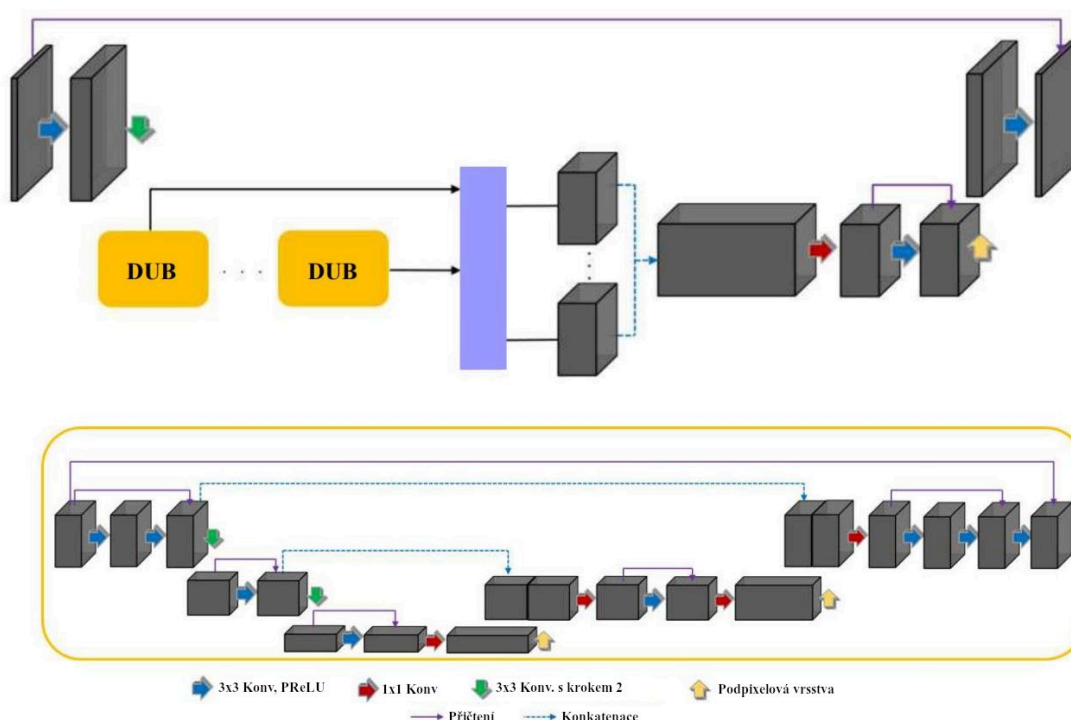 DUB DUB
3x3 Konv, PReLU 1x1 Konv 3x3 Konv. s krokem 2 Podpixelová vrsstva
Přičtení Konkatenace